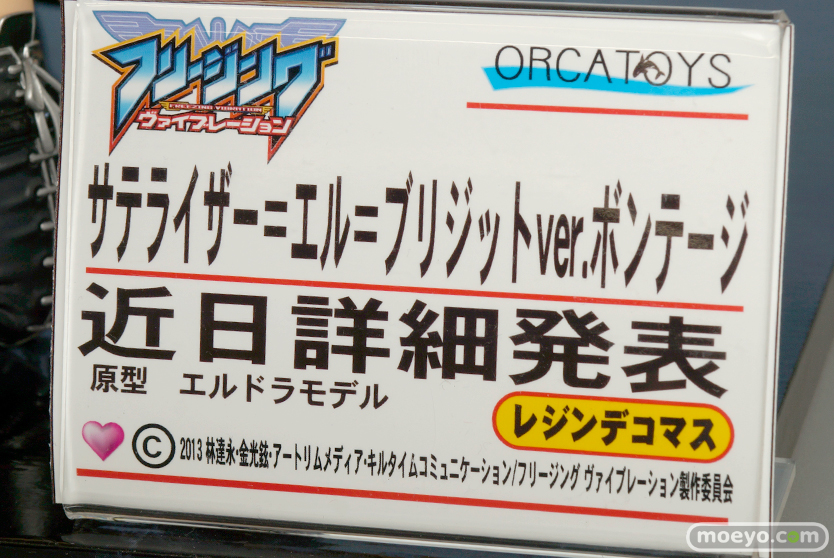 フリージング
FREEZING VIBRATION
ヴァイブレーション
ORCATOYS
サテライザー=エル=ブリジットver.ボンテージ
近日詳細発表
原型 エルドラモデル
レジンデコマス
©2013 林達永・金光鉉・アートリムメディア・キルタイムコミュニケーション/フリージング ヴァイブレーション製作委員会
moeyo.com